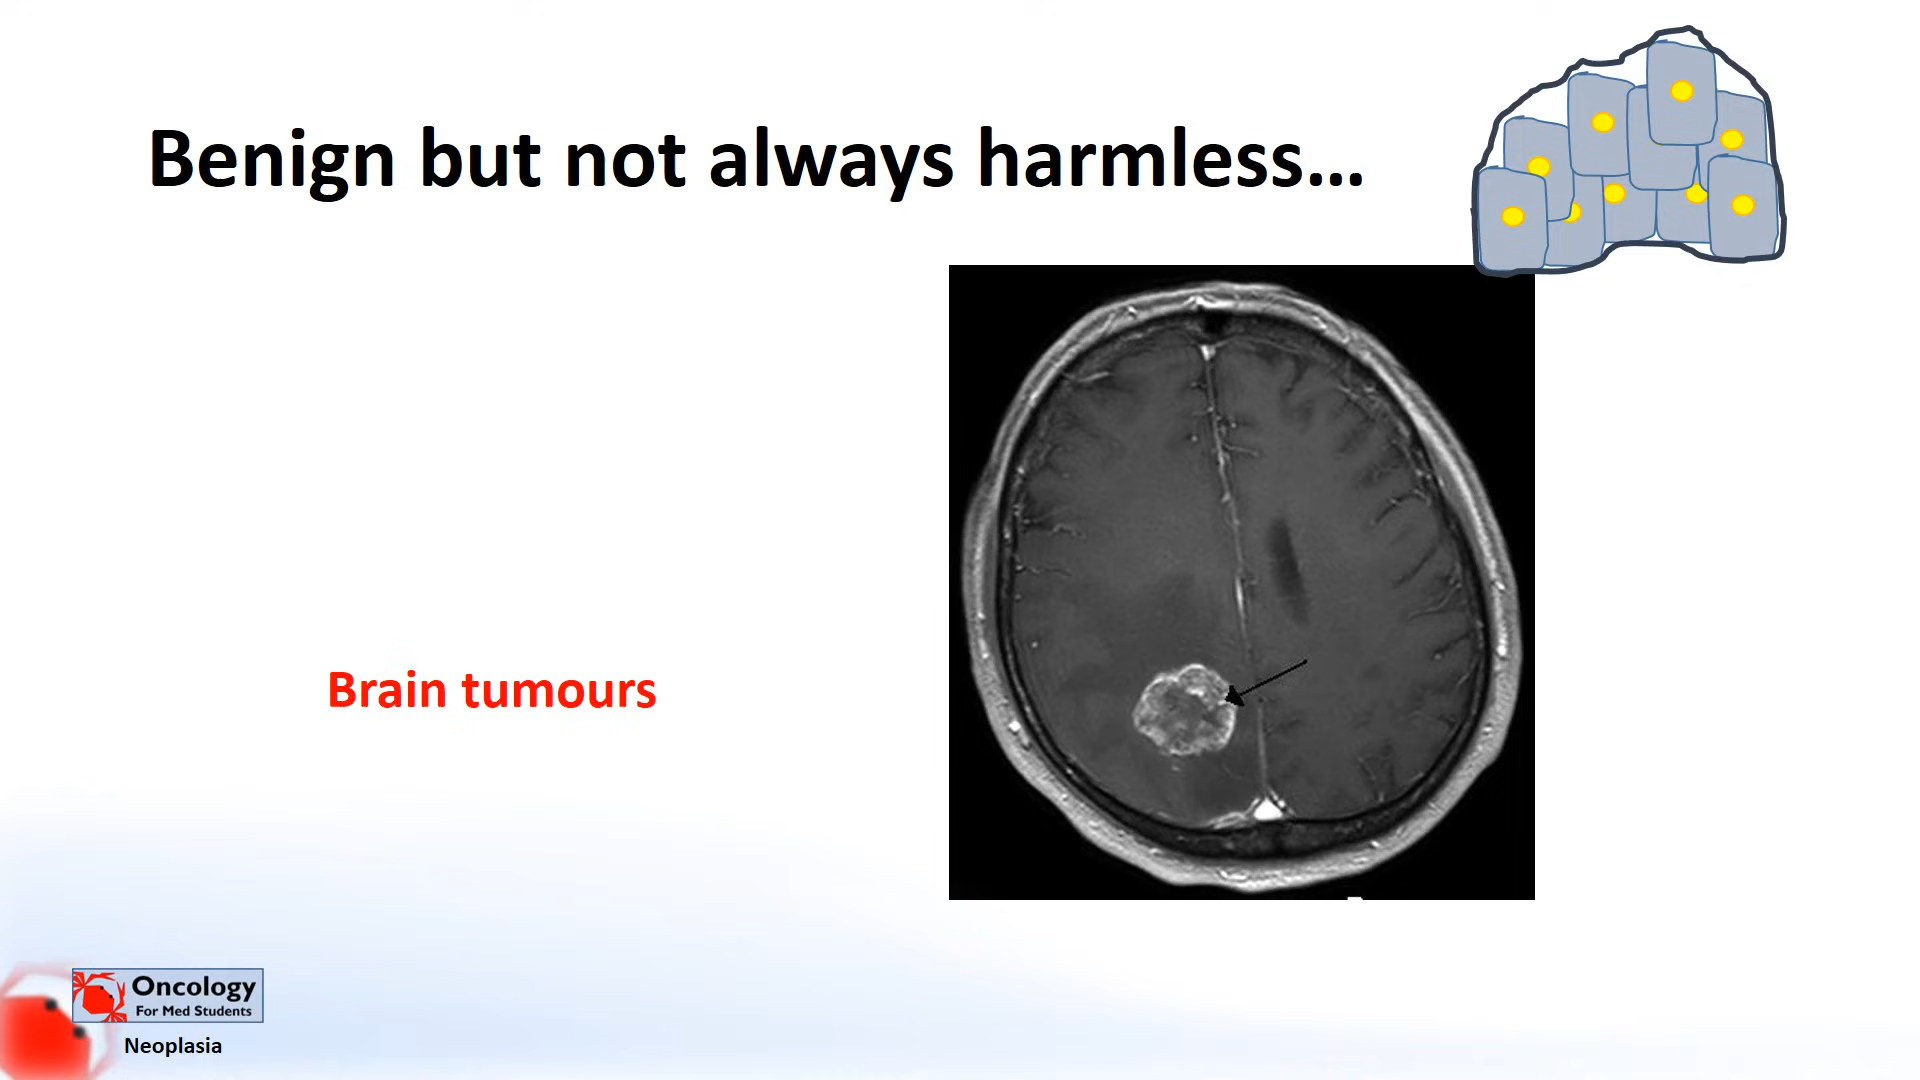 Benign but not always harmless...
Brain tumours
Oncology
For Med Students
Neoplasia